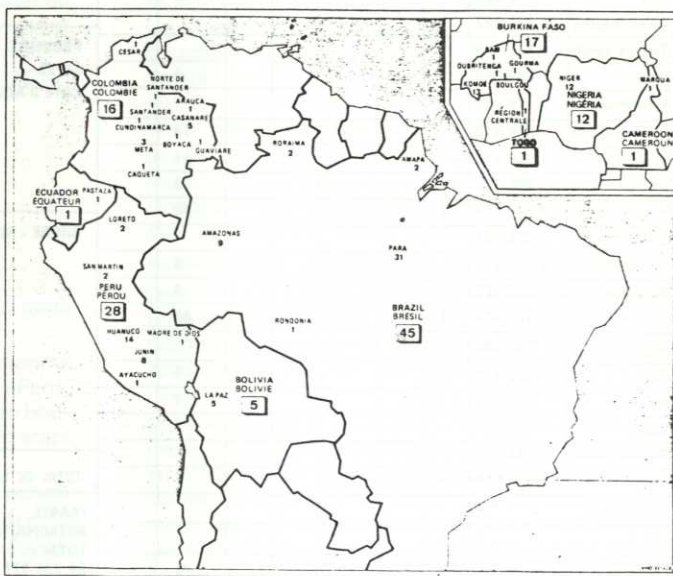 1
CESAR
NORTE DE
SANTANDER
1
COLOMBIA
COLOMBIE
16
SANTANDER
1
ARAUCA
1
CASANARE
5
CUNDINAMARCA
3
META
1
BOYACA
1
GUAVIARE
1
CAQUETA
ECUADOR
ÉQUATEUR
1
PASTAZA
1
LORETO
2
SAN MARTIN
2
PERU
PÉROU
28
HUANUCO
14
MADRE DE DIOS
1
JUNIN
8
AYACUCHO
1
RORAIMA
2
AMAPA
2
AMAZONAS
9
PARA
31
RONDONIA
1
BRAZIL
BRÉSIL
45
BOLIVIA
BOLIVIE
5
LA PAZ
5
BURKINA FASO
17
BAM
1
OUBRITENGA
1
GOURMA
1
KOMOE
BOULGOU
RÉGION
CENTRALE
1
NIGER
12
NIGERIA
NIGÉRIA
12
MAROUA
1
TOGO
1
CAMEROON
CAMEROUN
1